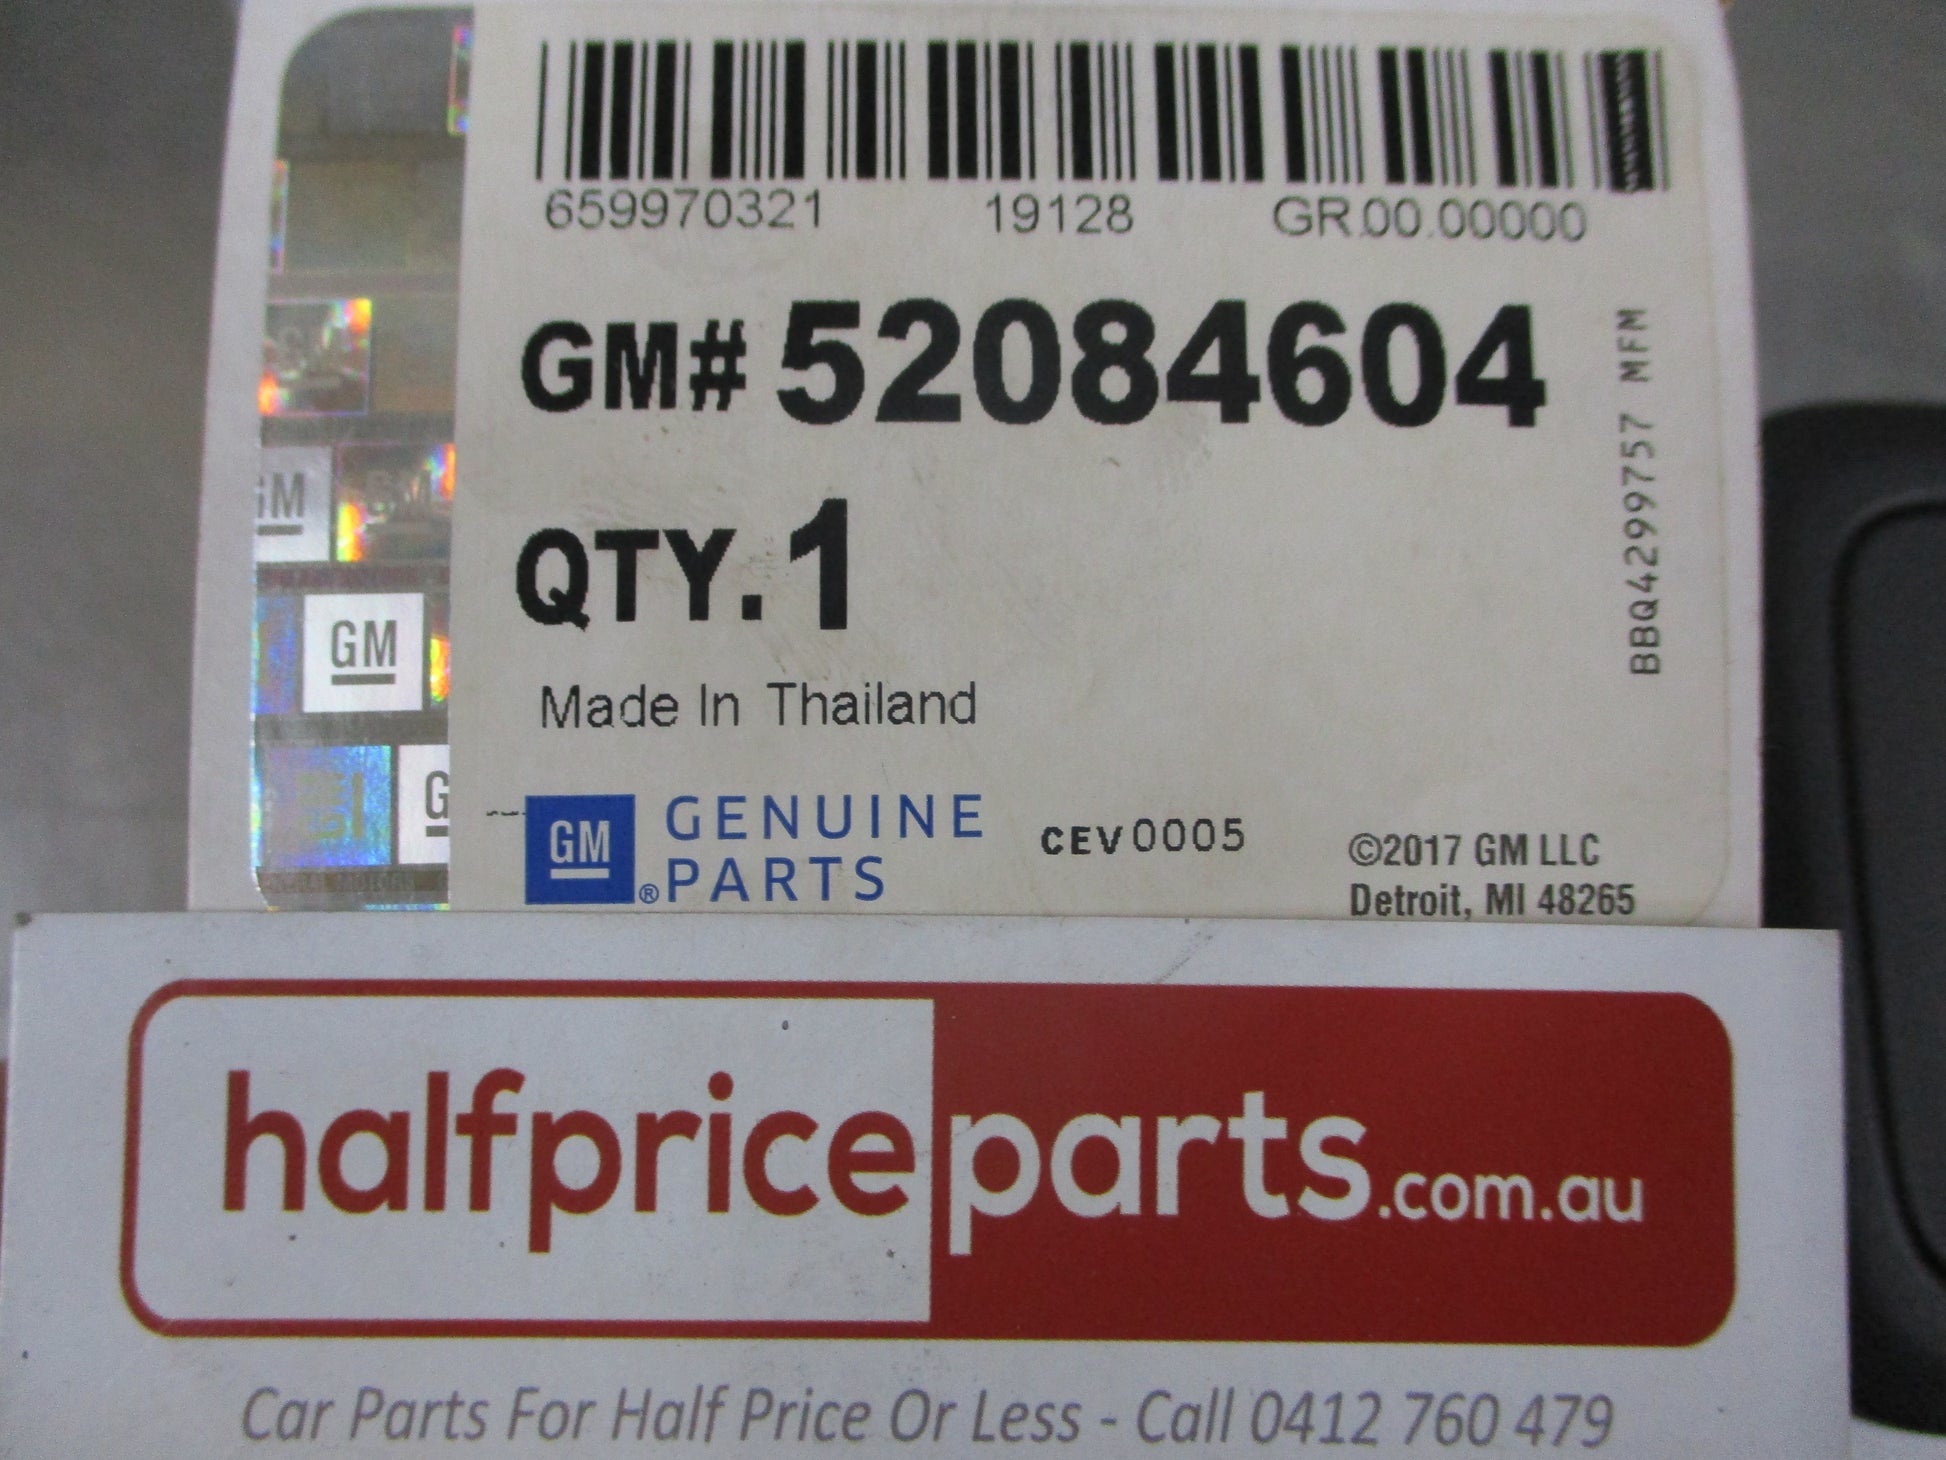 659970321 19128 GR.00.00000
GM# 52084604
QTY. 1
Made In Thailand
BBQ4299757 MFM
GM
GM
GM
G
GM ® GENUINE
PARTS
CEV0005
©2017 GM LLC
Detroit, MI 48265
halfpriceparts.com.au
Car Parts For Half Price Or Less - Call 0412 760 479